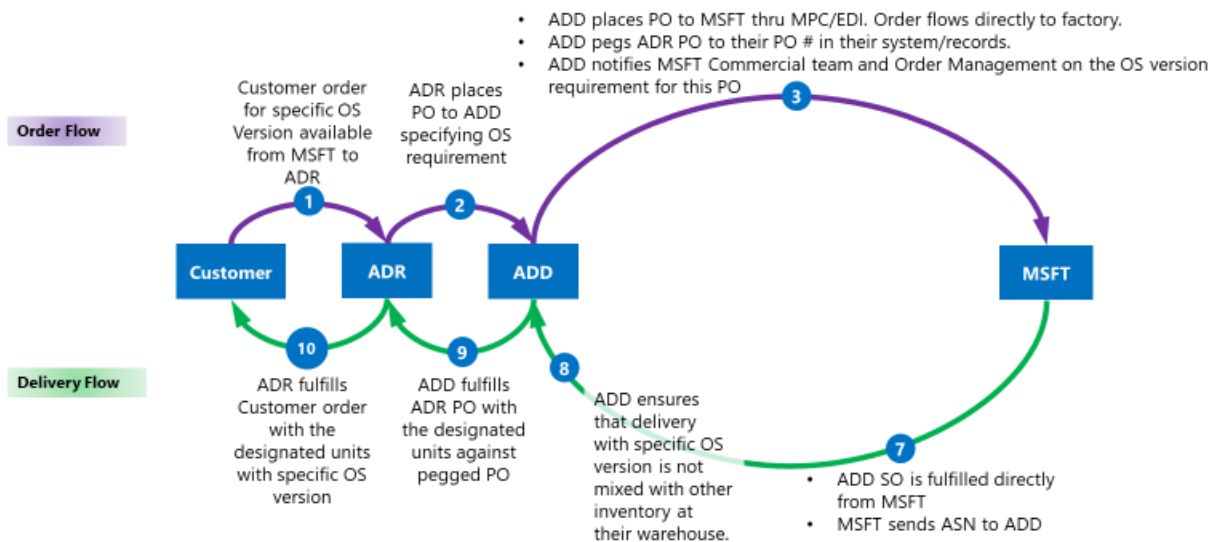 • ADD places PO to MSFT thru MPC/EDI. Order flows directly to factory.
• ADD pegs ADR PO to their PO # in their system/records.
• ADD notifies MSFT Commercial team and Order Management on the OS version
requirement for this PO
3
Order Flow
Customer order
for specific OS
Version available
from MSFT to
ADR
1
ADR places
PO to ADD
specifying OS
requirement
2
Customer
ADR
ADD
MSFT
Delivery Flow
10
ADR fulfills
Customer order
with the
designated units
with specific OS
version
9
ADD fulfills
ADR PO with
the designated
units against
pegged PO
8
ADD ensures
that delivery
with specific OS
version is not
mixed with other
inventory at
their warehouse.
7
• ADD SO is fulfilled directly
from MSFT
• MSFT sends ASN to ADD